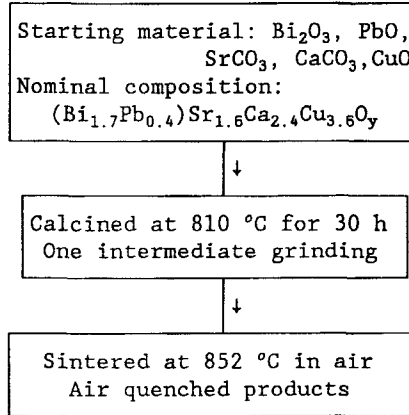 Starting material: Bi₂O₃, PbO,
SrCO₃, CaCO₃,CuO
Nominal composition:
(Bi₁.₇Pb₀.₄)Sr₁.₆Ca₂.₄Cu₃.₆Oy
↓
Calcined at 810 °C for 30 h
One intermediate grinding
↓
Sintered at 852 °C in air
Air quenched products